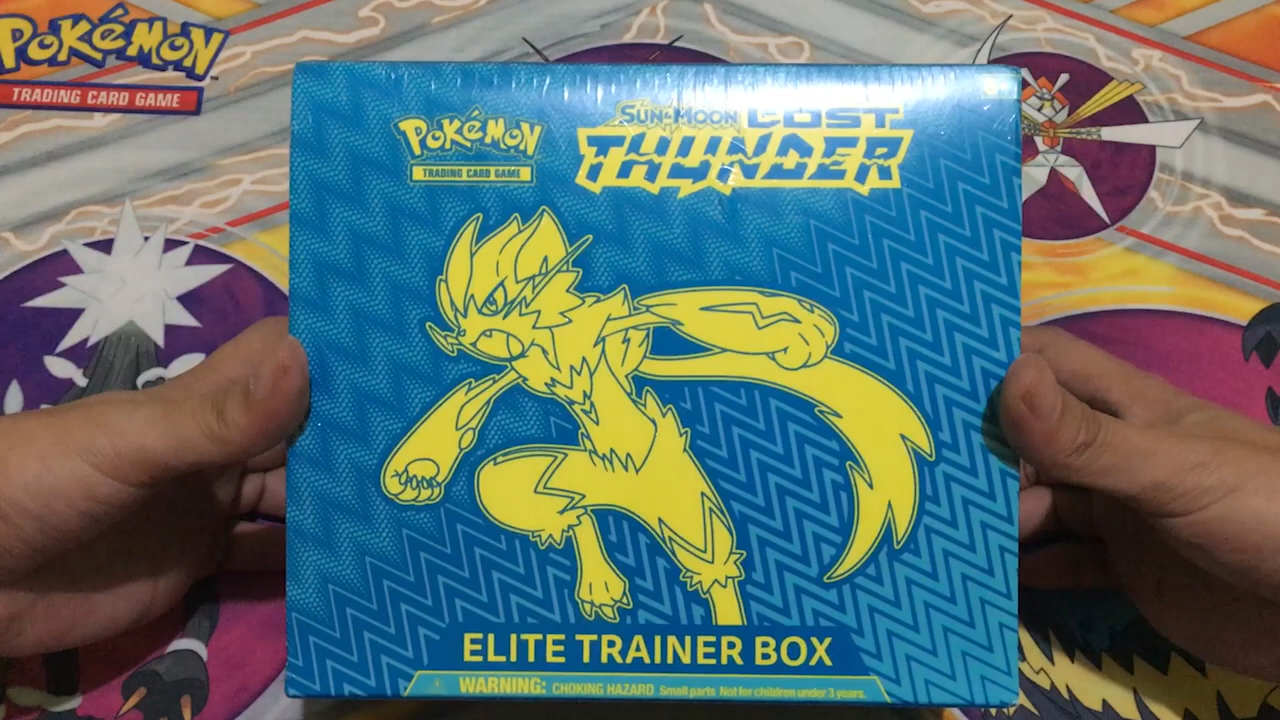 POKéMON
TRADING CARD GAME
POKéMON
TRADING CARD GAME
SUN & MOON LOST
THUNDER
ELITE TRAINER BOX
WARNING: CHOKING HAZARD Small parts Not for children under 3 years.